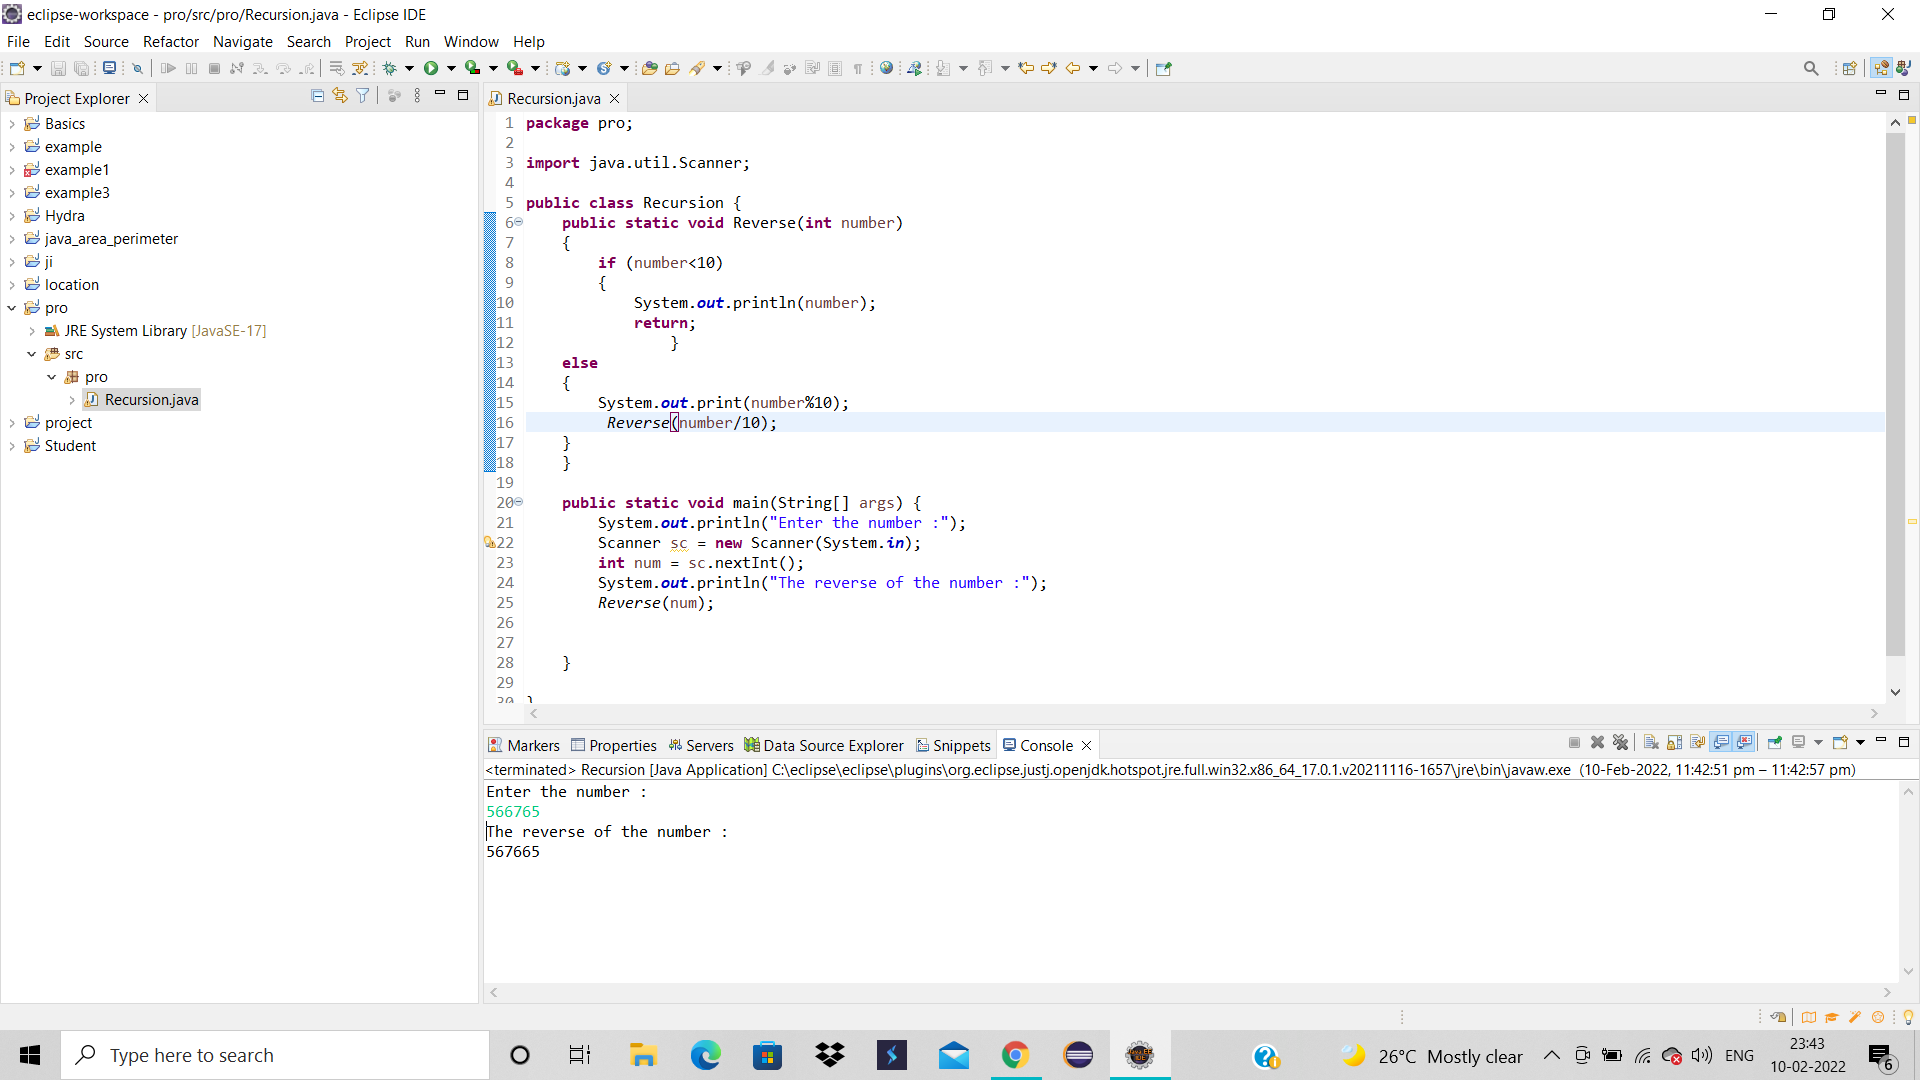 eclipse-workspace - pro/src/pro/Recursion.java - Eclipse IDE
File Edit Source Refactor Navigate Search Project Run Window Help
Project Explorer
Basics
example
example1
example3
Hydra
java_area_perimeter
ji
location
pro
JRE System Library [JavaSE-17]
src
pro
Recursion.java
project
Student
Recursion.java
1 package pro;
2
3 import java.util.Scanner;
4
5 public class Recursion {
6 public static void Reverse(int number)
7 {
8 if (number<10)
9 {
10 System.out.println(number);
11 return;
12 }
13 else
14 {
15 System.out.print(number%10);
16 Reverse(number/10);
17 }
18 }
19
20 public static void main(String[] args) {
21 System.out.println("Enter the number :");
22 Scanner sc = new Scanner(System.in);
23 int num = sc.nextInt();
24 System.out.println("The reverse of the number :");
25 Reverse(num);
26
27
28 }
29
30 }
Markers Properties Servers Data Source Explorer Snippets Console
<terminated> Recursion [Java Application] C:\eclipse\eclipse\plugins\org.eclipse.justj.openjdk.hotspot.jre.full.win32.x86_64_17.0.1.v20211116-1657\jre\bin\javaw.exe (10-Feb-2022, 11:42:51 pm – 11:42:57 pm)
Enter the number :
566765
The reverse of the number :
567665
Type here to search
26°C Mostly clear
ENG
23:43
10-02-2022
6